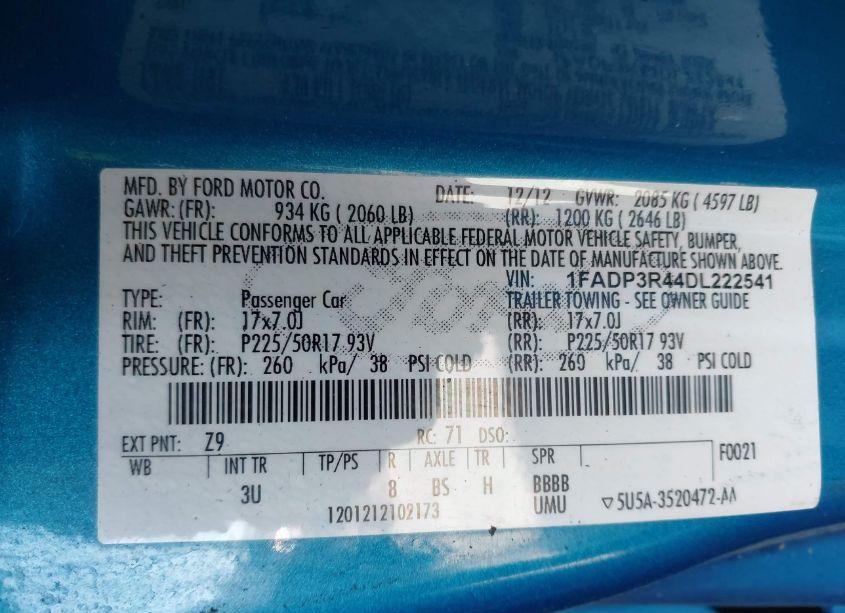 MFD. BY FORD MOTOR CO. DATE: 12/12 GVWR: 2085 KG ( 4597 LB)
GAWR: (FR): 934 KG ( 2060 LB) (RR): 1200 KG ( 2646 LB)
THIS VEHICLE CONFORMS TO ALL APPLICABLE FEDERAL MOTOR VEHICLE SAFETY, BUMPER,
AND THEFT PREVENTION STANDARDS IN EFFECT ON THE DATE OF MANUFACTURE SHOWN ABOVE.
VIN: 1FADP3R44DL222541
TYPE: Passenger Car TRAILER TOWING - SEE OWNER GUIDE
RIM: (FR): 17x7.0J (RR): 17x7.0J
TIRE: (FR): P225/50R17 93V (RR): P225/50R17 93V
PRESSURE: (FR): 260 kPa/ 38 PSI COLD (RR): 260 kPa/ 38 PSI COLD
EXT PNT: Z9 RC: 71 DSO: F0021
WB INT TR TP/PS R AXLE TR SPR
3U 8 BS H BBBB
1201212102173 UMU ▽5U5A-3520472-AA